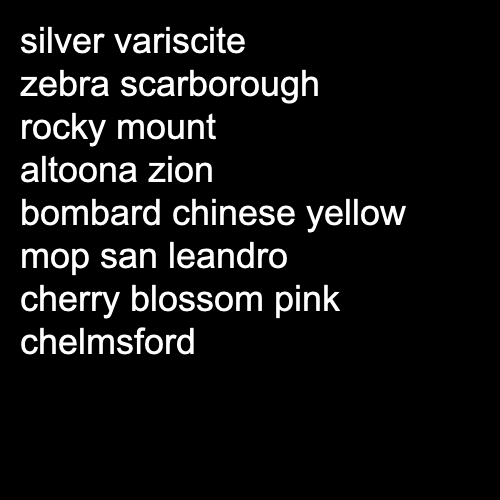 silver variscite
zebra scarborough
rocky mount
altoona zion
bombard chinese yellow
mop san leandro
cherry blossom pink
chelmsford